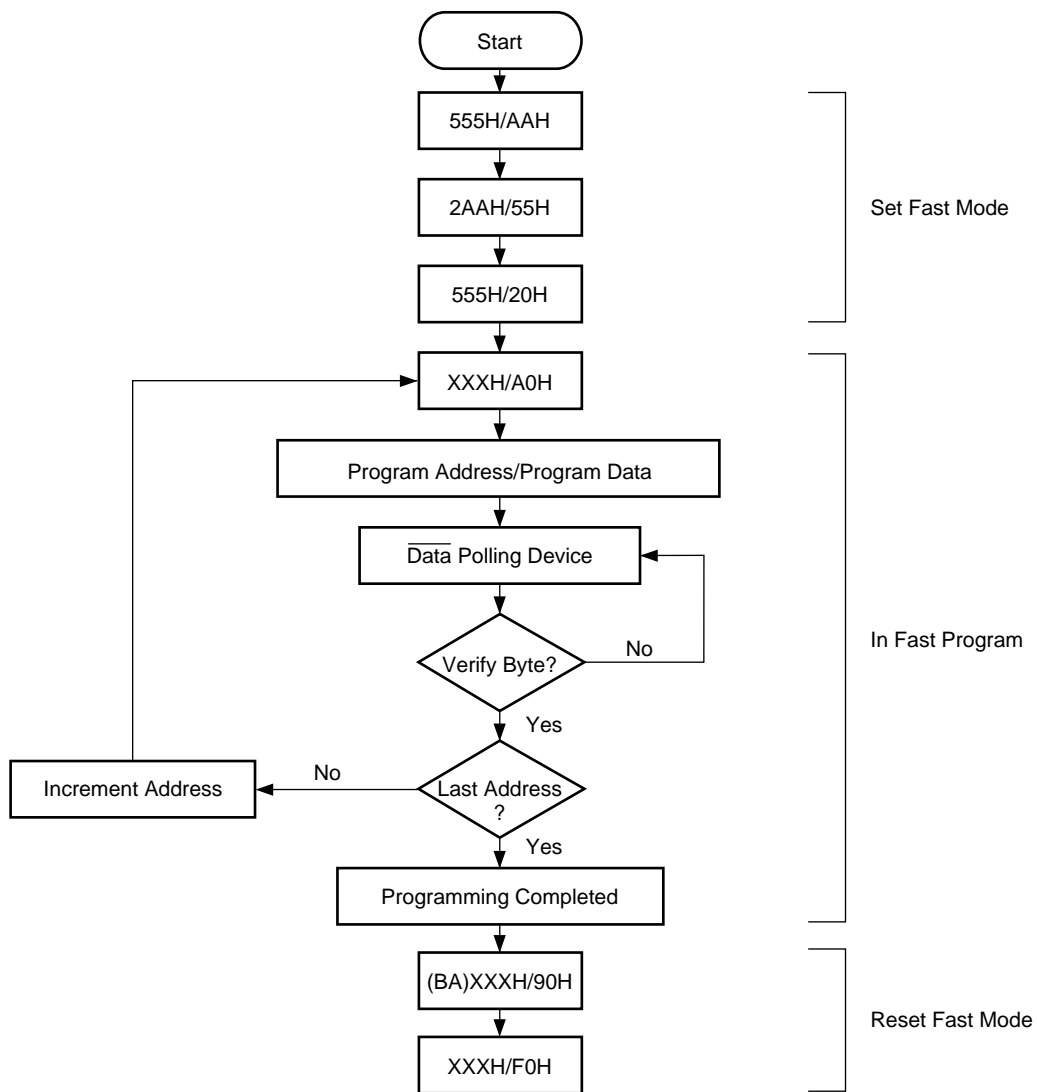 Start
555H/AAH
2AAH/55H
Set Fast Mode
555H/20H
XXXH/A0H
Program Address/Program Data
Data Polling Device
In Fast Program
Verify Byte?
No
Yes
Increment Address
No
Last Address
?
Yes
Programming Completed
(BA)XXXH/90H
Reset Fast Mode
XXXH/F0H